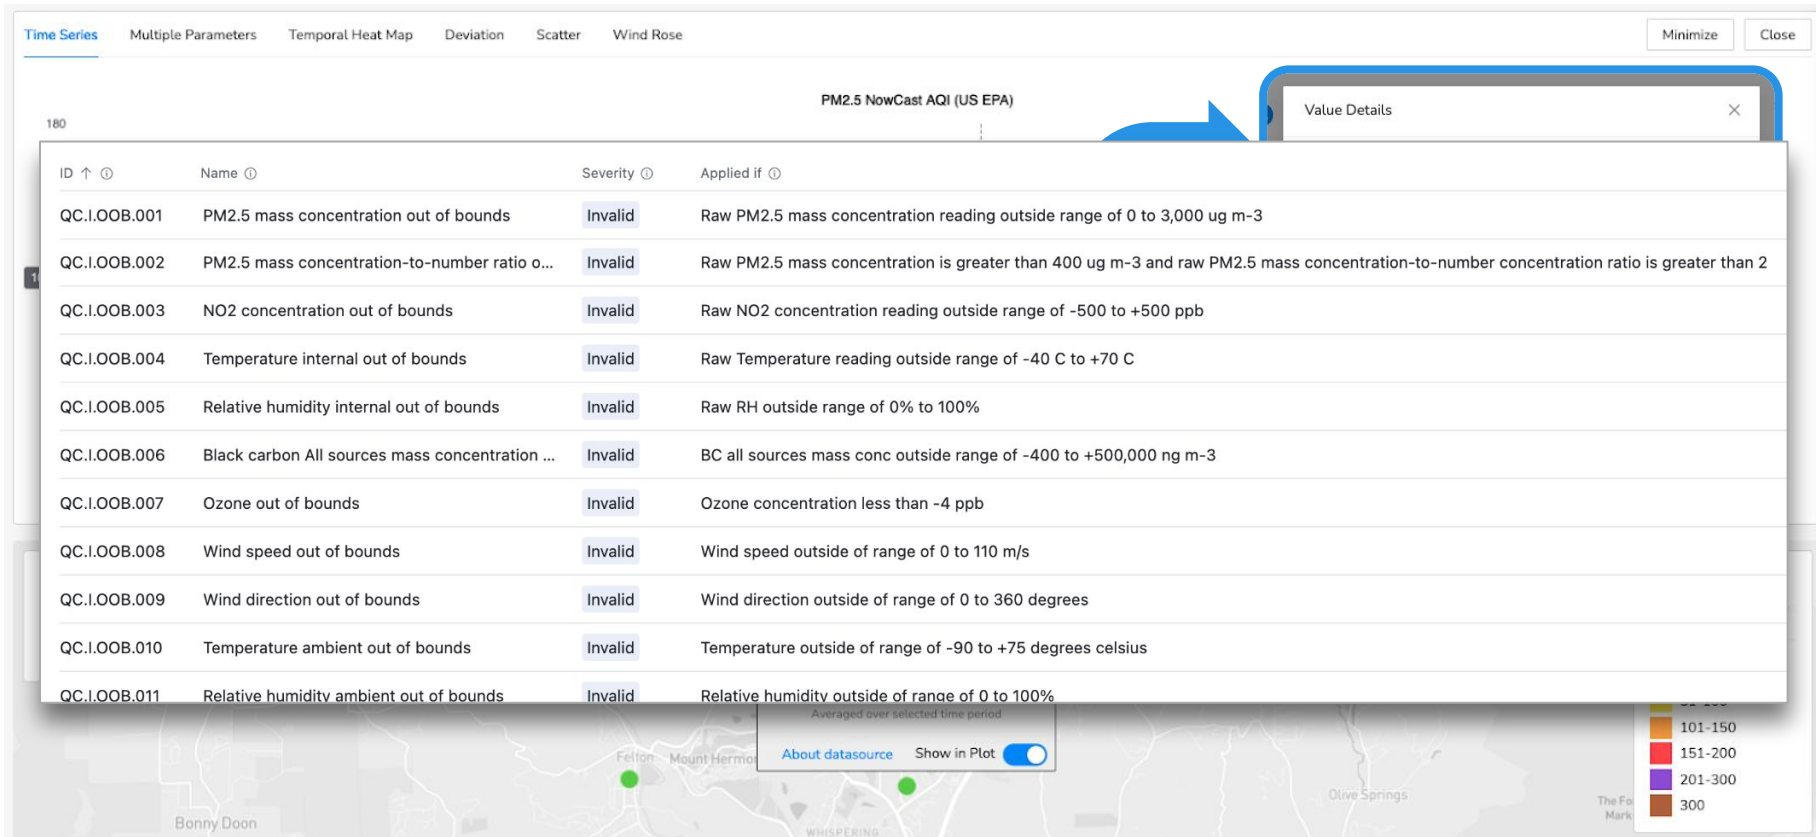 Time Series Multiple Parameters Temporal Heat Map Deviation Scatter Wind Rose Minimize Close
PM2.5 NowCast AQI (US EPA)
Value Details
180
ID ↑ Name Severity Applied if
QC.I.OOB.001 PM2.5 mass concentration out of bounds Invalid Raw PM2.5 mass concentration reading outside range of 0 to 3,000 ug m-3
QC.I.OOB.002 PM2.5 mass concentration-to-number ratio o... Invalid Raw PM2.5 mass concentration is greater than 400 ug m-3 and raw PM2.5 mass concentration-to-number concentration ratio is greater than 2
QC.I.OOB.003 NO2 concentration out of bounds Invalid Raw NO2 concentration reading outside range of -500 to +500 ppb
QC.I.OOB.004 Temperature internal out of bounds Invalid Raw Temperature reading outside range of -40 C to +70 C
QC.I.OOB.005 Relative humidity internal out of bounds Invalid Raw RH outside range of 0% to 100%
QC.I.OOB.006 Black carbon All sources mass concentration ... Invalid BC all sources mass conc outside range of -400 to +500,000 ng m-3
QC.I.OOB.007 Ozone out of bounds Invalid Ozone concentration less than -4 ppb
QC.I.OOB.008 Wind speed out of bounds Invalid Wind speed outside of range of 0 to 110 m/s
QC.I.OOB.009 Wind direction out of bounds Invalid Wind direction outside of range of 0 to 360 degrees
QC.I.OOB.010 Temperature ambient out of bounds Invalid Temperature outside of range of -90 to +75 degrees celsius
QC.I.OOB.011 Relative humidity ambient out of bounds Invalid Relative humidity outside of range of 0 to 100%
Averaged over selected time period
101-150
About datasource Show in Plot
151-200
Felton Mount Hermon
201-300
Olive Springs
300
The Fo
Mark
Bonny Doon
WHISPERING